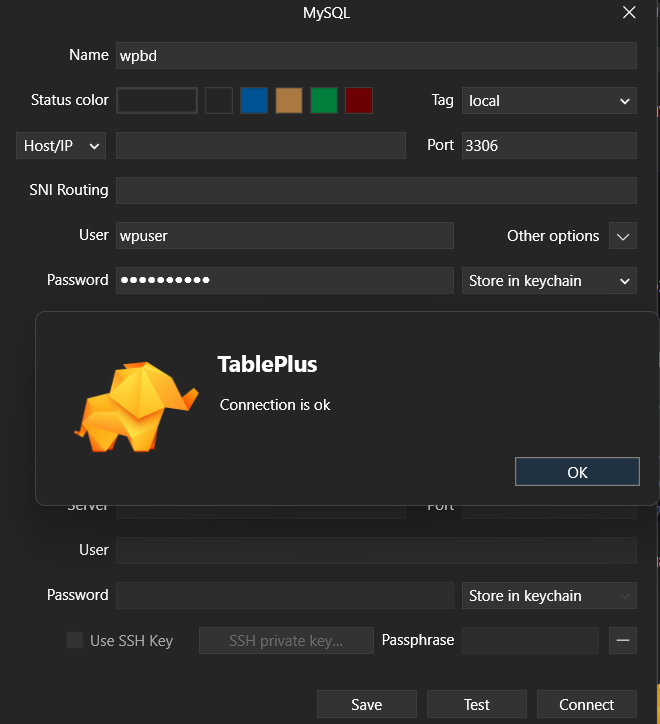 MySQL
Name wpbd
Status color Tag local
Host/IP Port 3306
SNI Routing
User wpuser Other options
Password ●●●●●●●●●● Store in keychain
TablePlus
Connection is ok
OK
Server Port
User
Password Store in keychain
Use SSH Key SSH private key... Passphrase
Save Test Connect